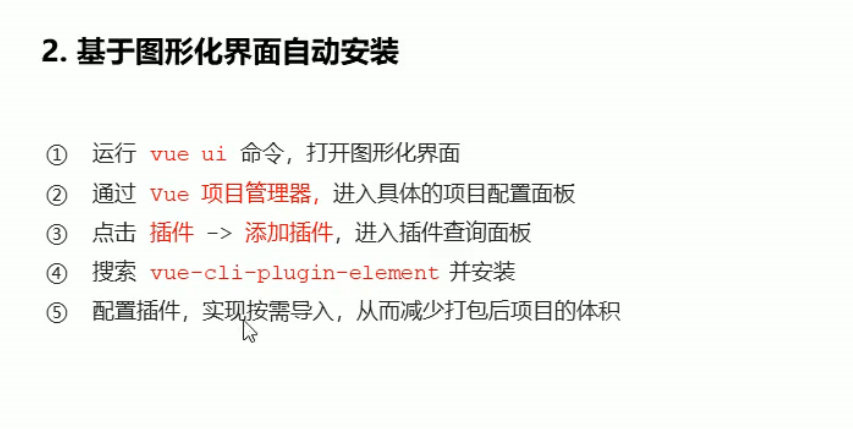 2. 基于图形化界面自动安装
① 运行 vue ui 命令，打开图形化界面
② 通过 Vue 项目管理器，进入具体的项目配置面板
③ 点击 插件 -> 添加插件，进入插件查询面板
④ 搜索 vue-cli-plugin-element 并安装
⑤ 配置插件，实现按需导入，从而减少打包后项目的体积